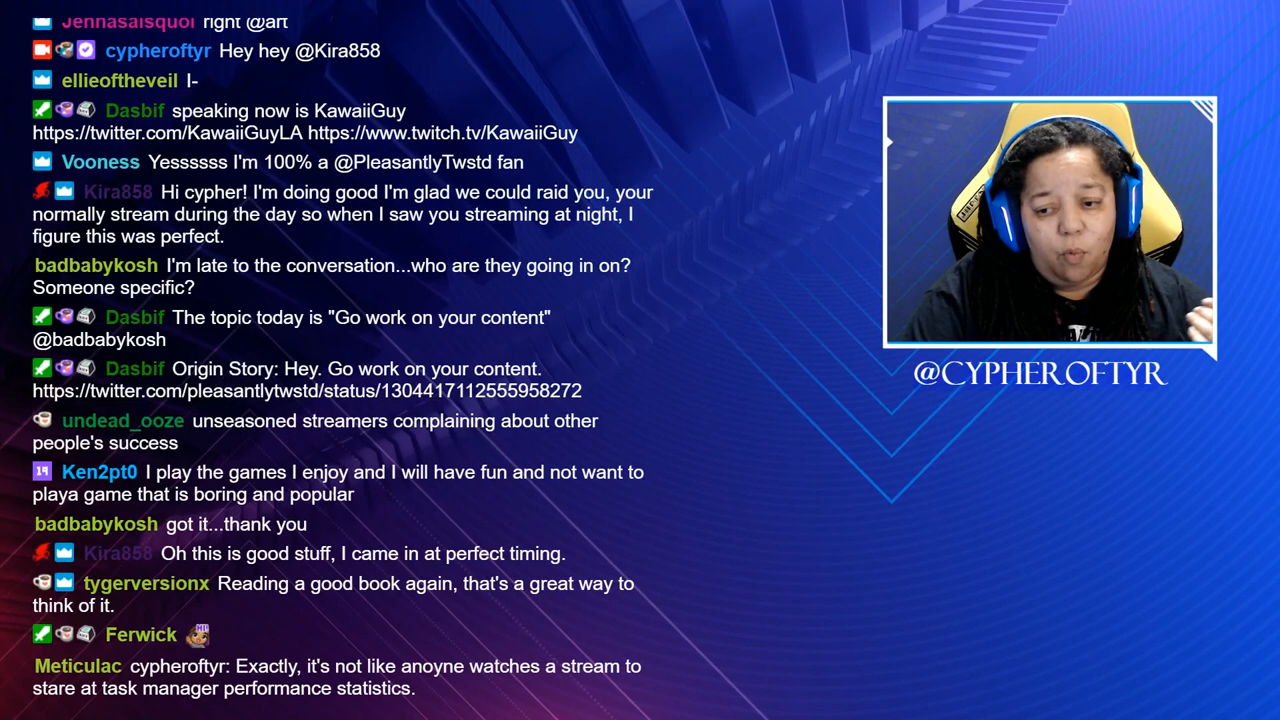 Jennasaisquoi right @art
cypheroftyr Hey hey @Kira858
ellieoftheveil I-
Dasbif speaking now is KawaiiGuy
https://twitter.com/KawaiiGuyLA https://www.twitch.tv/KawaiiGuy
Vooness Yessssss I'm 100% a @PleasantlyTwstd fan
Kira858 Hi cypher! I'm doing good I'm glad we could raid you, your
normally stream during the day so when I saw you streaming at night, I
figure this was perfect.
badbabykosh I'm late to the conversation...who are they going in on?
Someone specific?
Dasbif The topic today is "Go work on your content"
@badbabykosh
Dasbif Origin Story: Hey. Go work on your content.
https://twitter.com/pleasantlytwstd/status/1304417112555958272
undead_ooze unseasoned streamers complaining about other
people's success
19 Ken2pt0 I play the games I enjoy and I will have fun and not want to
playa game that is boring and popular
badbabykosh got it...thank you
Kira858 Oh this is good stuff, I came in at perfect timing.
tygerversionx Reading a good book again, that's a great way to
think of it.
Ferwick HI!
Meticulac cypheroftyr: Exactly, it's not like anoyne watches a stream to
stare at task manager performance statistics.
@CYPHEROFTYR